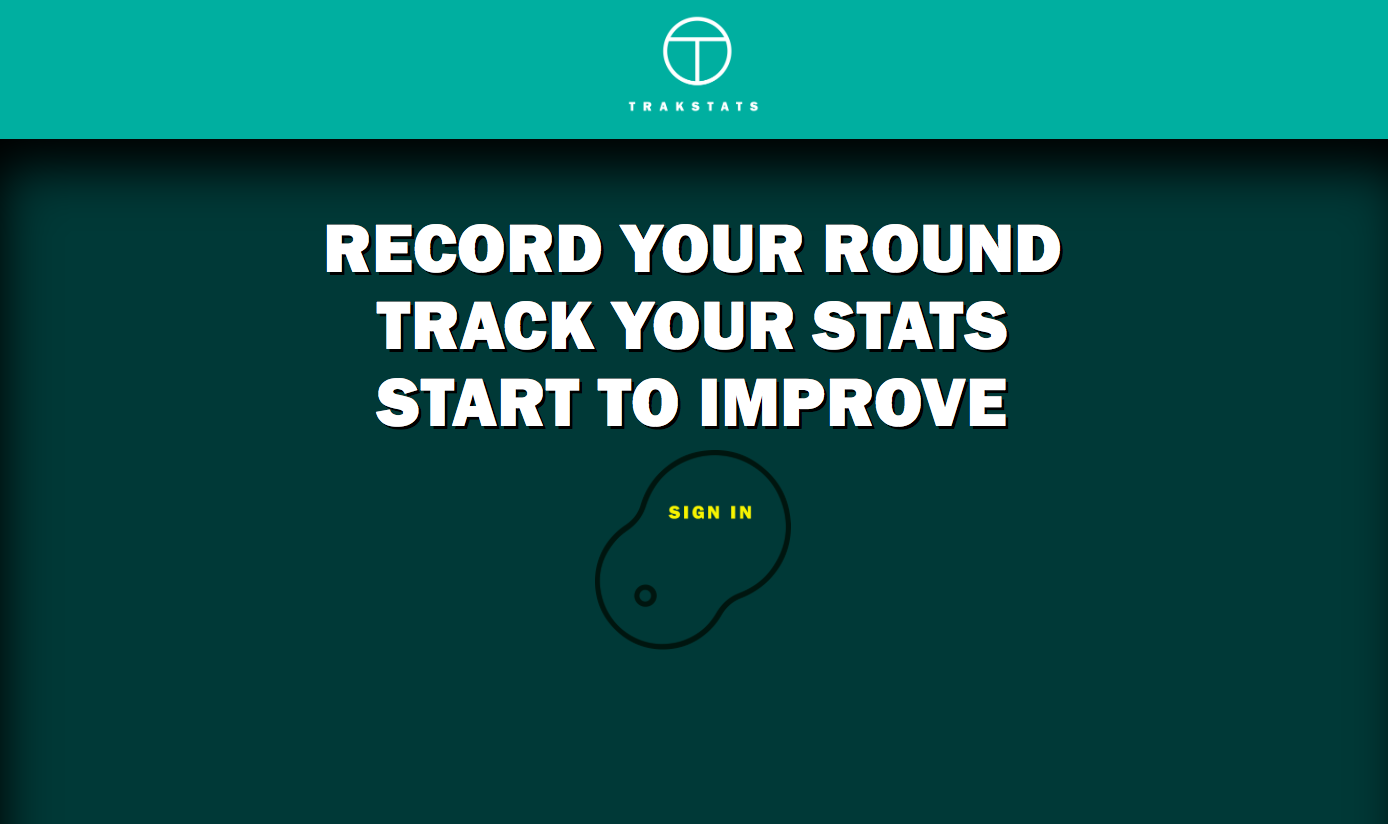 TRAKSTATS
RECORD YOUR ROUND
TRACK YOUR STATS
START TO IMPROVE
SIGN IN